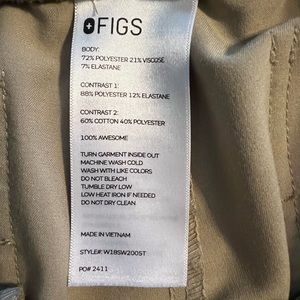 FIGS
BODY:
72% POLYESTER 21% VISCOSE
7% ELASTANE
CONTRAST 1:
88% POLYESTER 12% ELASTANE
CONTRAST 2:
60% COTTON 40% POLYESTER
100% AWESOME
TURN GARMENT INSIDE OUT
MACHINE WASH COLD
WASH WITH LIKE COLORS
DO NOT BLEACH
TUMBLE DRY LOW
LOW HEAT IRON IF NEEDED
DO NOT DRY CLEAN
MADE IN VIETNAM
STYLE#: W18SW2005T
PO# 2411